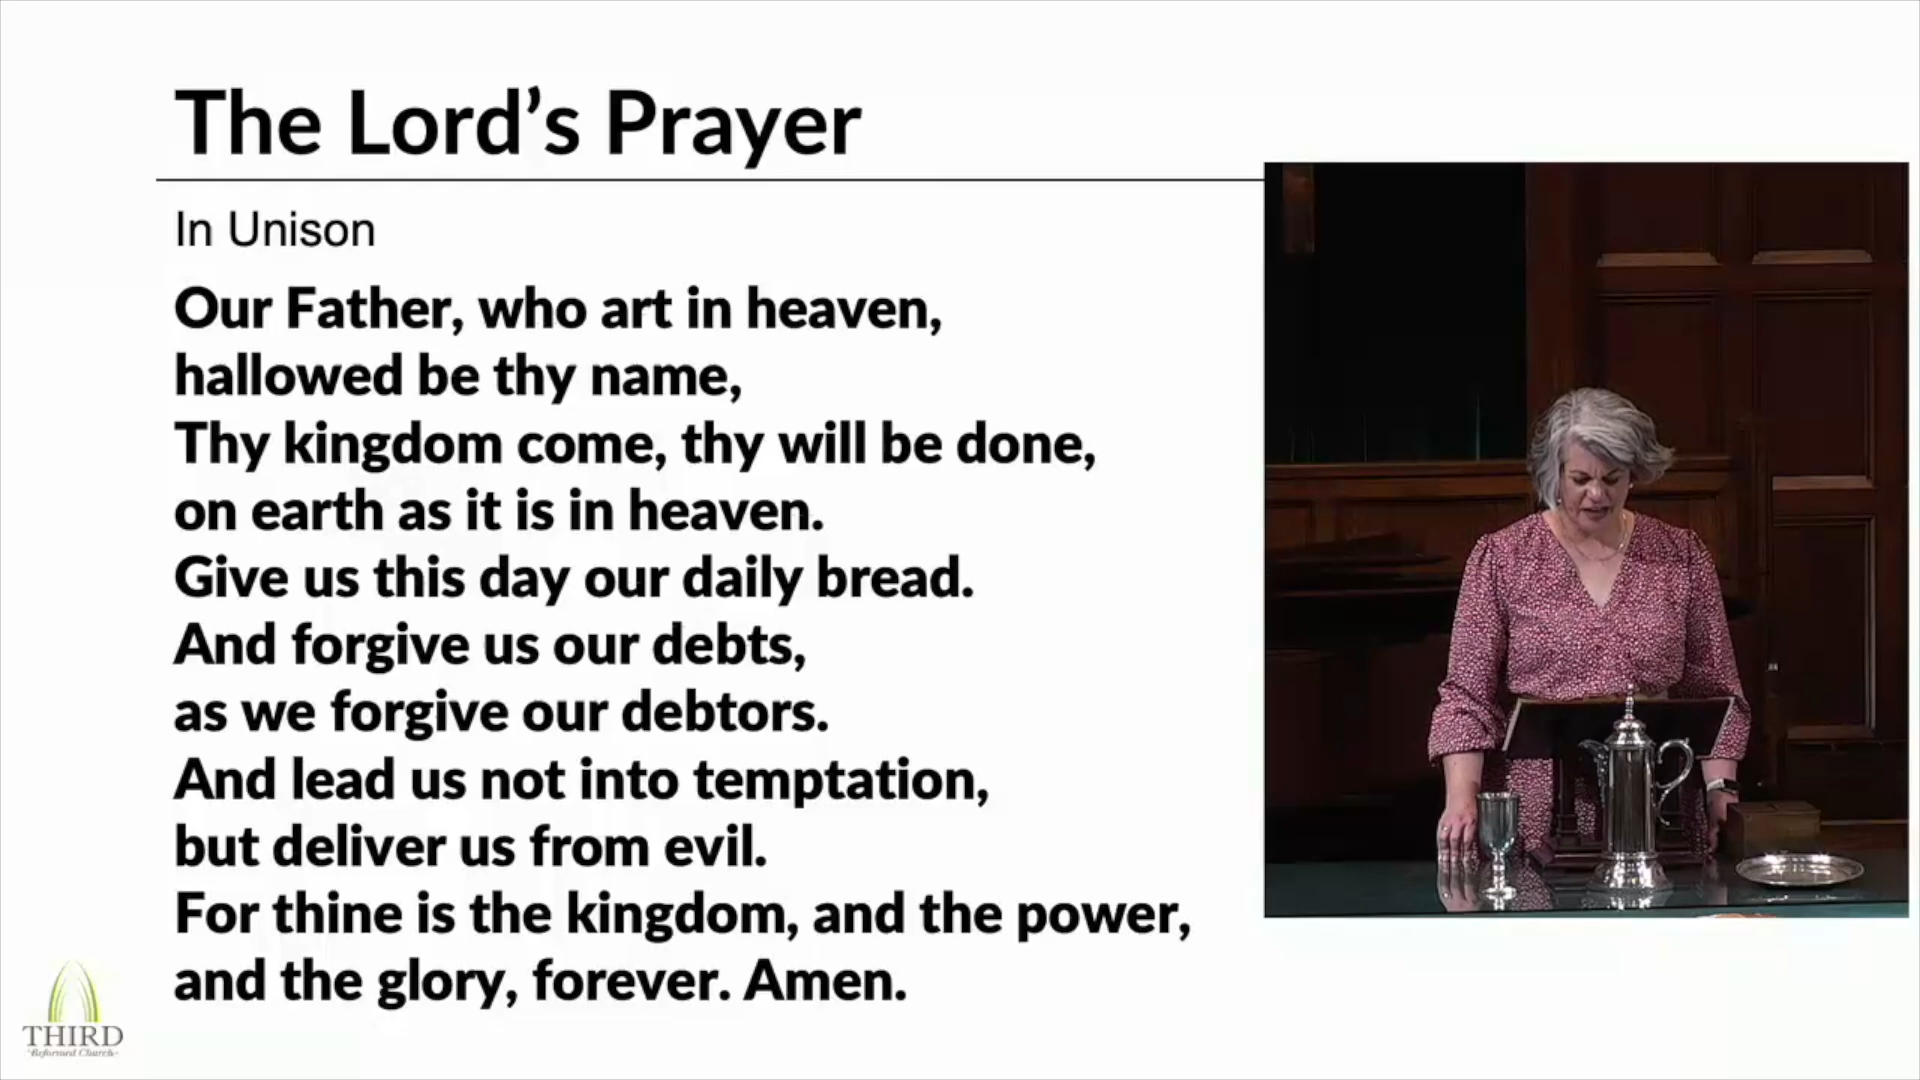 The Lord’s Prayer
In Unison
Our Father, who art in heaven,
hallowed be thy name,
Thy kingdom come, thy will be done,
on earth as it is in heaven.
Give us this day our daily bread.
And forgive us our debts,
as we forgive our debtors.
And lead us not into temptation,
but deliver us from evil.
For thine is the kingdom, and the power,
and the glory, forever. Amen.
THIRD
Reformed Church